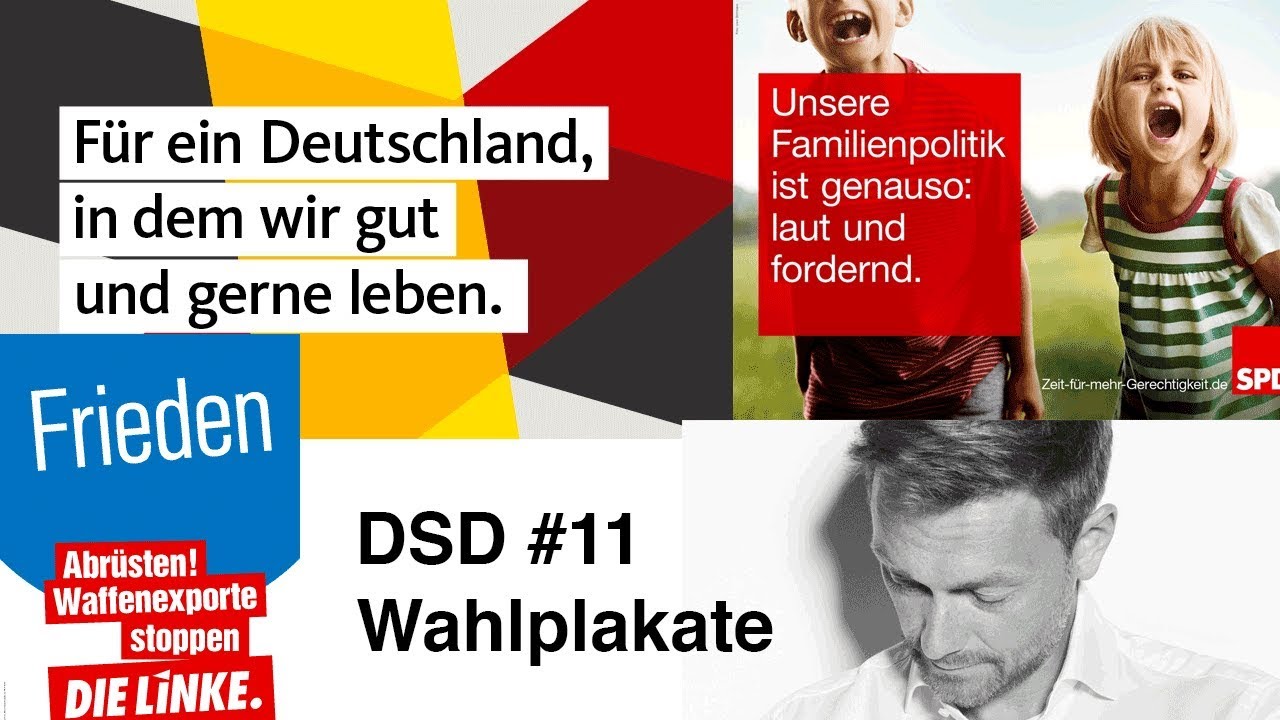 Für ein Deutschland,
in dem wir gut
und gerne leben.
Unsere
Familienpolitik
ist genauso:
laut und
fordernd.
Zeit-für-mehr-Gerechtigkeit.de
SPD
Frieden
Abrüsten!
Waffenexporte
stoppen
DIE LINKE.
DSD #11
Wahlplakate